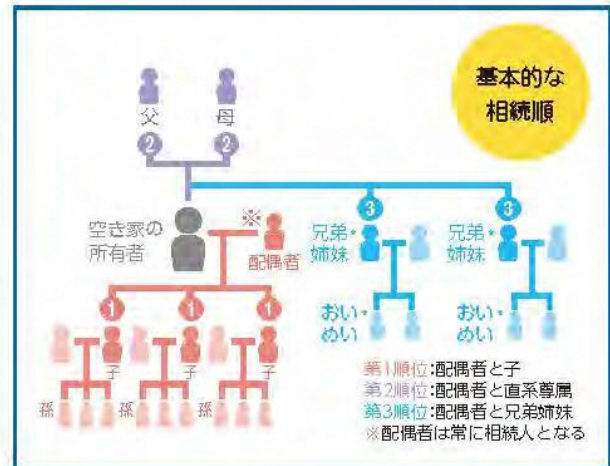 基本的な
相続順
父
母
2
2
空き家の
所有者
※
配偶者
3
3
兄弟・
姉妹
兄弟・
姉妹
1
1
1
おい・
めい
おい・
めい
子
子
子
孫
孫
孫
第1順位:配偶者と子
第2順位:配偶者と直系尊属
第3順位:配偶者と兄弟姉妹
※配偶者は常に相続人となる